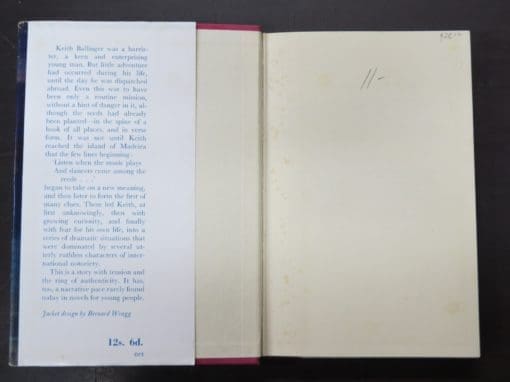 Keith Ballinger was a barris-
ter, a keen and enterprising
young man. But little adventure
had occurred during his life,
until the day he was dispatched
abroad. Even this was to have
been only a routine mission,
without a hint of danger in it, al-
though the seeds had already
been planted—in the spine of a
book of all places, and in verse
form. It was not until Keith
reached the island of Madeira
that the few lines beginning—
'Listen when the music plays
And dancers come among the
reeds . . .'
began to take on a new meaning,
and then later to form the first of
many clues. These led Keith, at
first unknowingly, then with
growing curiosity, and finally
with fear for his own life, into a
series of dramatic situations that
were dominated by several ut-
terly ruthless characters of inter-
national notoriety.
This is a story with tension and
the ring of authenticity. It has,
too, a narrative pace rarely found
today in novels for young people.
Jacket design by Bernard Wragg
12s. 6d.
net
11/-